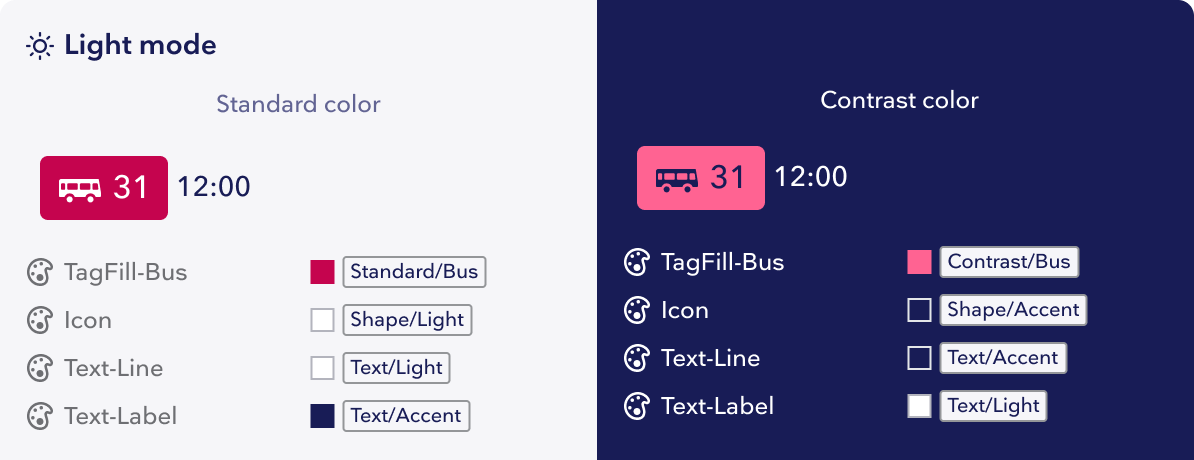 Light mode
Standard color
31 12:00
TagFill-Bus Standard/Bus
Icon Shape/Light
Text-Line Text/Light
Text-Label Text/Accent
Contrast color
31 12:00
TagFill-Bus Contrast/Bus
Icon Shape/Accent
Text-Line Text/Accent
Text-Label Text/Light